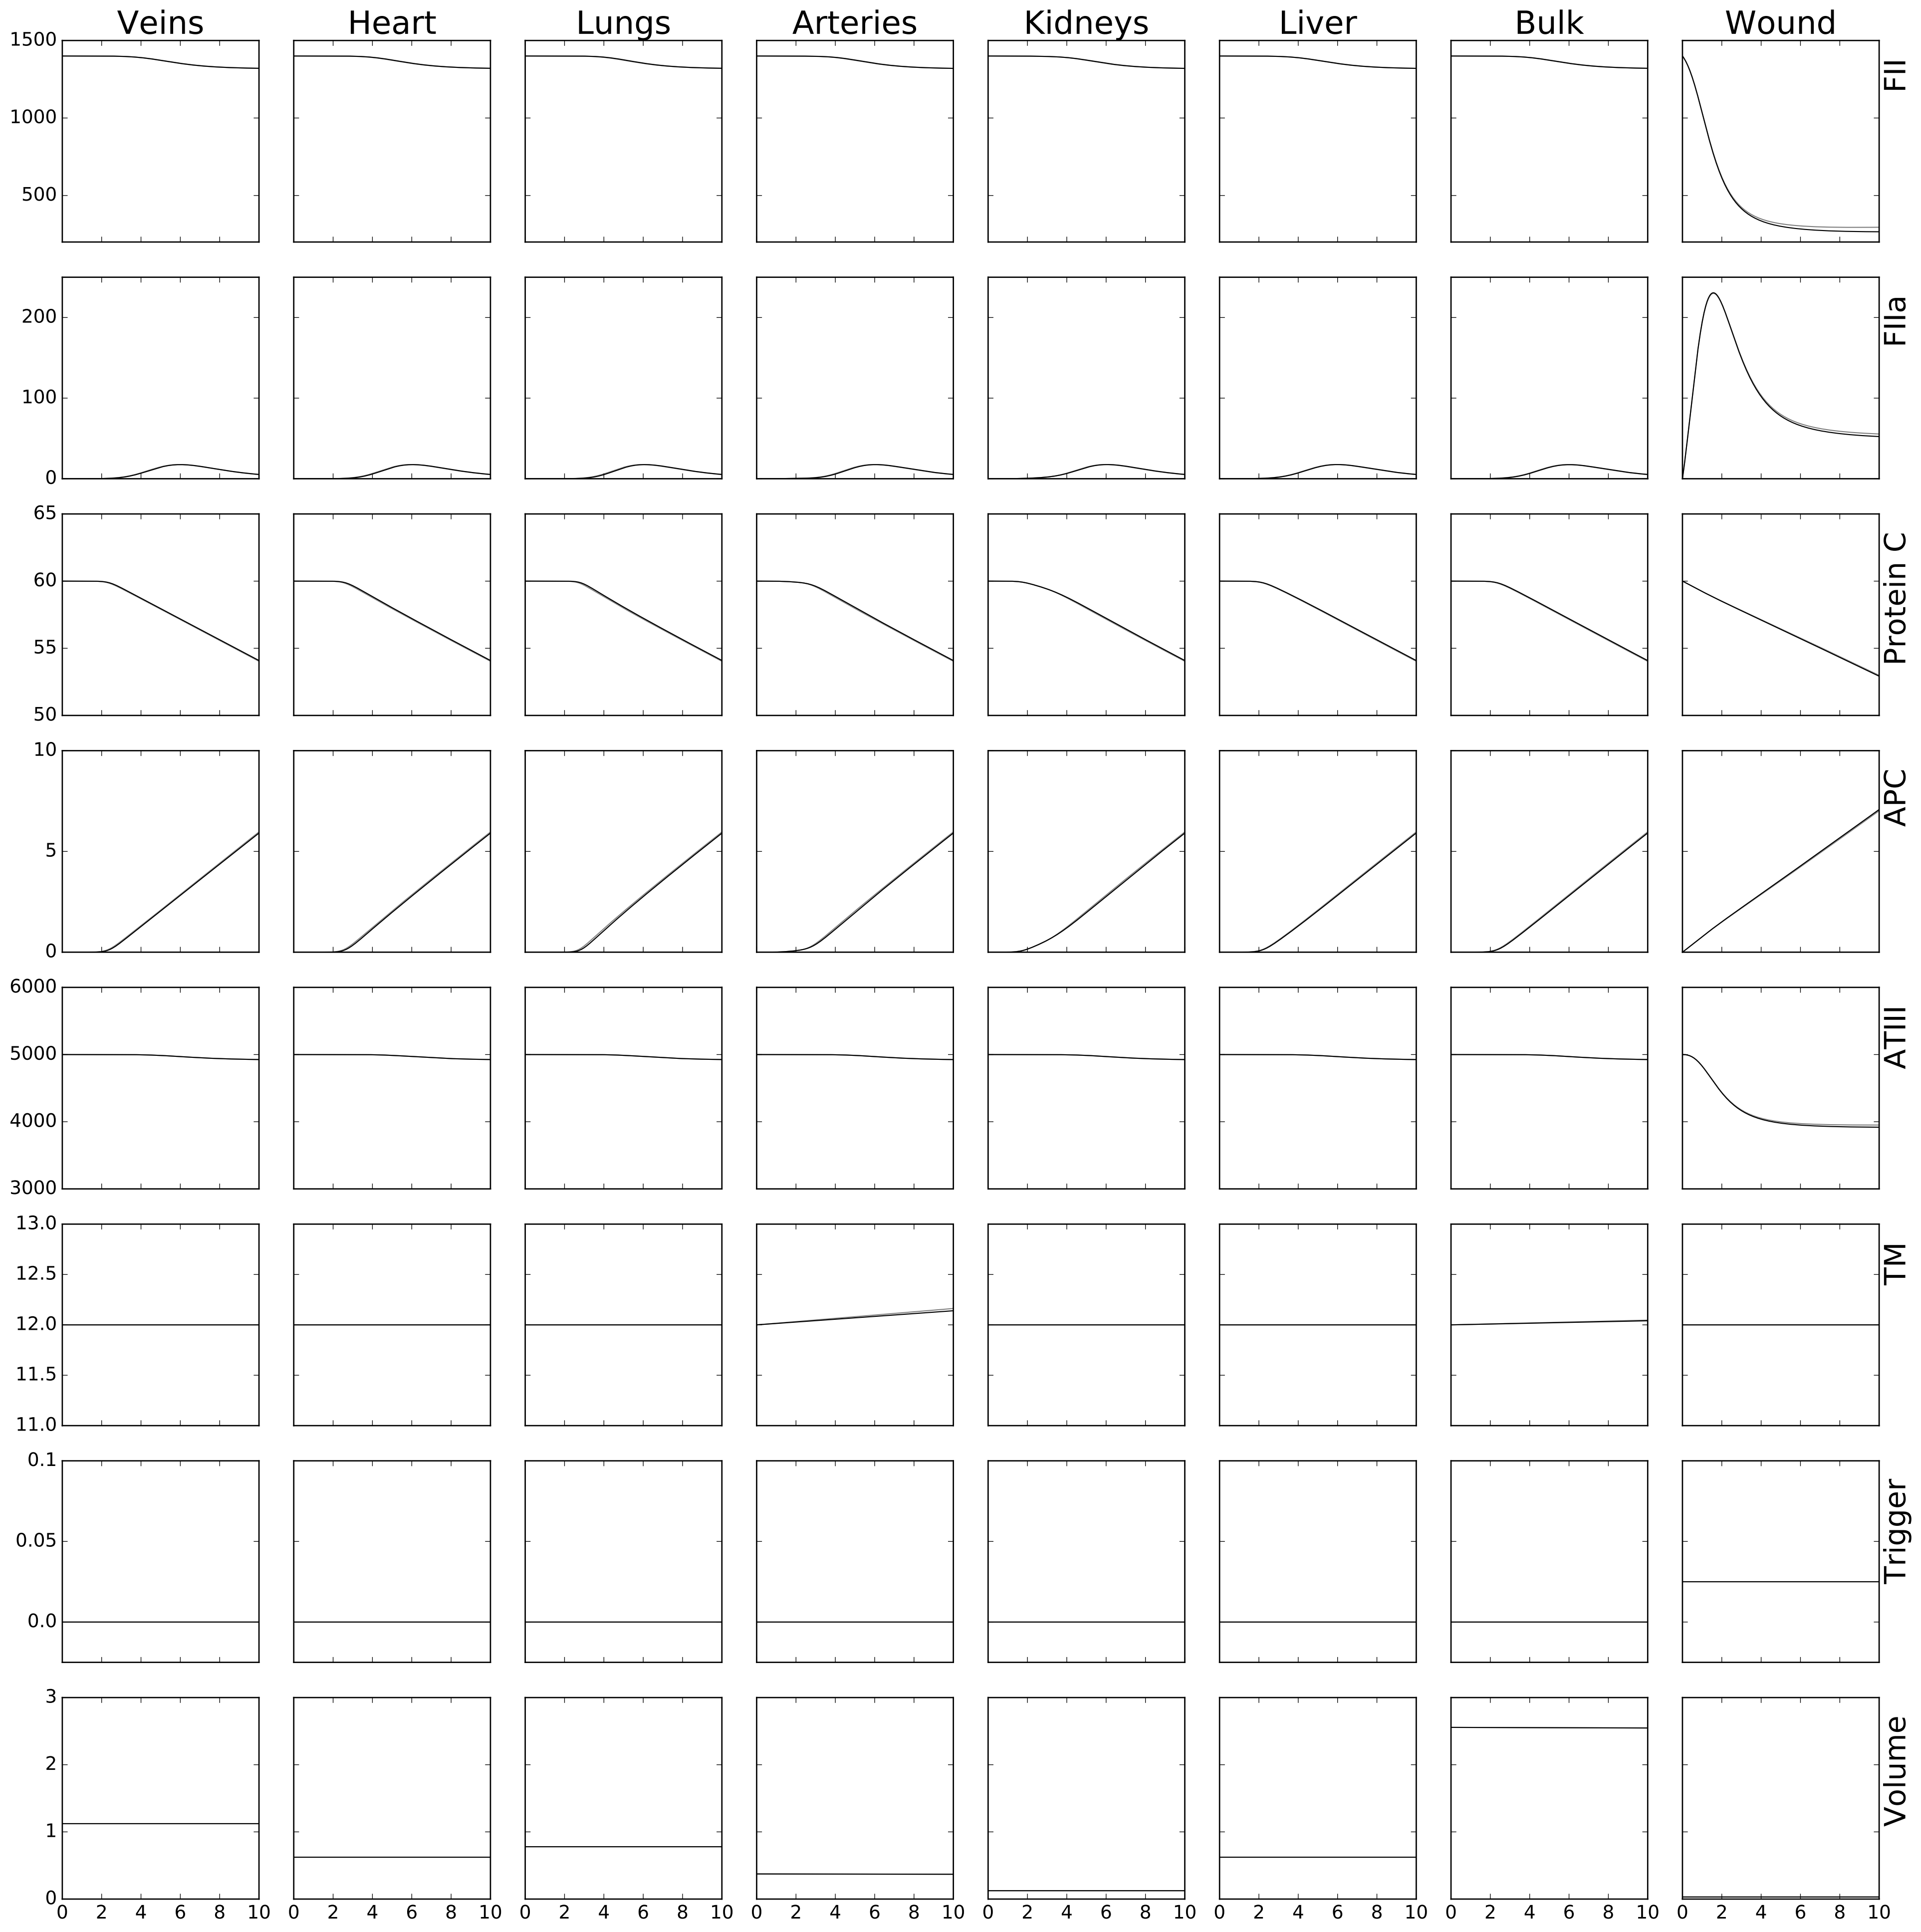 Veins Heart Lungs Arteries Kidneys Liver Bulk Wound
1500
1000
500
FII
200
100
0
FIIa
65
60
55
50
Protein C
10
5
0
APC
6000
5000
4000
3000
ATIII
13.0
12.5
12.0
11.5
11.0
TM
0.1
0.05
0.0
Trigger
3
2
1
0
Volume
0 2 4 6 8 10 0 2 4 6 8 10 0 2 4 6 8 10 0 2 4 6 8 10 0 2 4 6 8 10 0 2 4 6 8 10 0 2 4 6 8 10 0 2 4 6 8 10